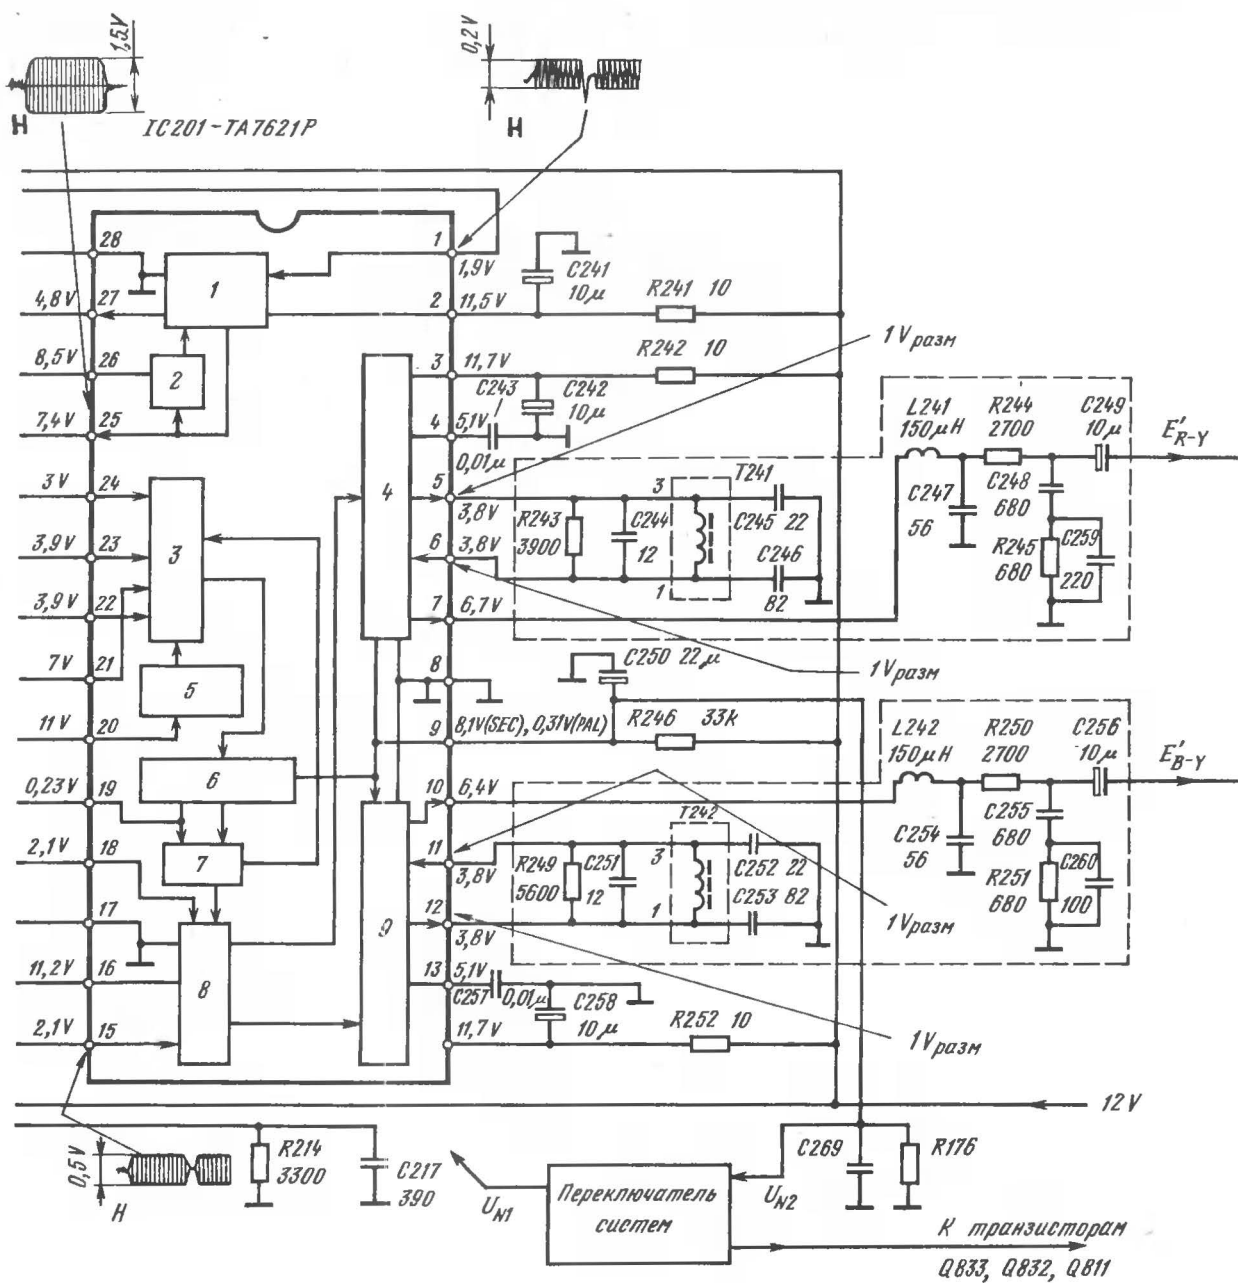 1,5V
0,2V
H
IC201-TA7621P
H
28
1
1
1,9V
C241
10µ
4,8V
27
2
11,5V
R241 10
1Vразм
8,5V
26
2
3
11,7V
R242 10
C243
C242
10µ
7,4V
25
4
5,1V
0,01µ
L241
150µH
R244
2700
C249
10µ
E'R-Y
3V
24
4
5
3,8V
3
T241
R243
3900
C244
12
C245 22
C247
56
C248
680
3,9V
23
3
6
3,8V
C246
82
1
R245
680
C259
220
3,9V
22
7
6,7V
7V
21
5
8
C250 22µ
1Vразм
11V
20
9
8,1V(SEC), 0,31V(PAL)
R246 33k
L242
150µH
R250
2700
C256
10µ
E'B-Y
6
0,23V
19
10
6,4V
T242
C254
56
C255
680
2,1V
18
7
11
3,8V
R249
5600
C251
12
3
C252 22
1
C253 82
R251
680
C260
100
17
9
12
3,8V
1Vразм
11,2V
16
8
13
5,1V
C257
0,01µ
C258
10µ
2,1V
15
11,7V
R252 10
1Vразм
12V
0,5V
H
R214
3300
C217
390
UN1
Переключатель
систем
UN2
C269
R176
К транзисторам
Q833, Q832, Q811